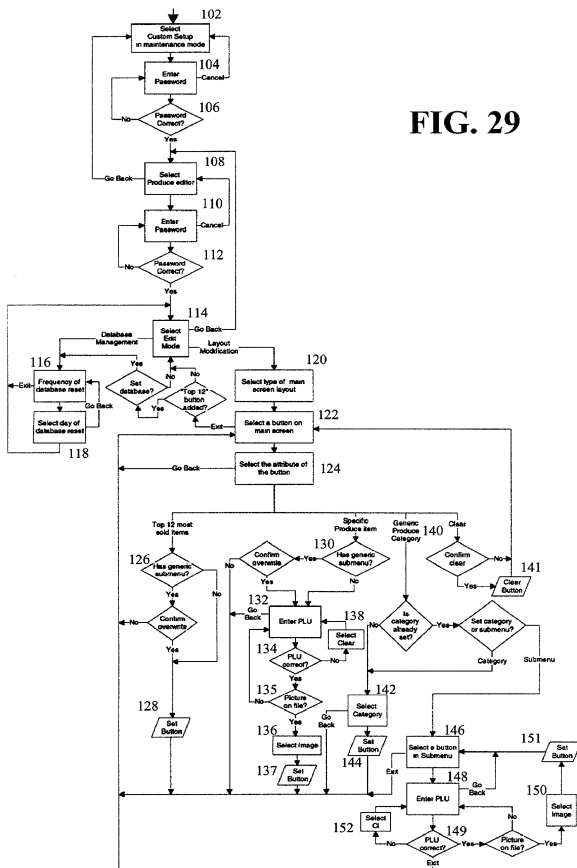 102
Select
Custom Setup
in maintenance mode
104
Enter
Password
Cancel
106
No
Password
Correct?
Yes
FIG. 29
108
Go Back
Select
Produce editor
110
Enter
Password
Cancel
112
No
Password
Correct?
Yes
114
Database
Management
Select
Edit
Mode
Go Back
Layout
Modification
116
Yes
No
No
120
Exit
Frequency of
database reset
Set
database?
Yes
"Top 12"
button
added?
Select type of main
screen layout
Go Back
122
Select day of
database reset
Exit
Select a button on
main screen
118
124
Go Back
Select the attribute of
the button
Top 12 most
sold items
Specific
Produce item
Generic
Produce
Category
140
Clear
126
Has generic
submenu?
No
Yes
Confirm
overwrite
Yes
130
Has generic
submenu?
Confirm
clear
No
141
Yes
Clear
Button
No
Yes
No
132
Go
Back
Enter PLU
138
Is
category
already
set?
Yes
Set category
or submenu?
No
Confirm
overwrite
Yes
134
PLU
correct?
No
Select
Clear
No
Category
Submenu
Yes
135
No
Picture
on file?
142
Select
Category
128
Set
Button
Yes
136
Select Image
Go
Back
Set
Button
144
137
Set
Button
146
Select a button
in Submenu
151
Set
Button
Exit
148
Go
Back
Enter PLU
150
Select
Image
152
No
No
PLU
correct?
149
Yes
Picture
on file?
Yes
Exit